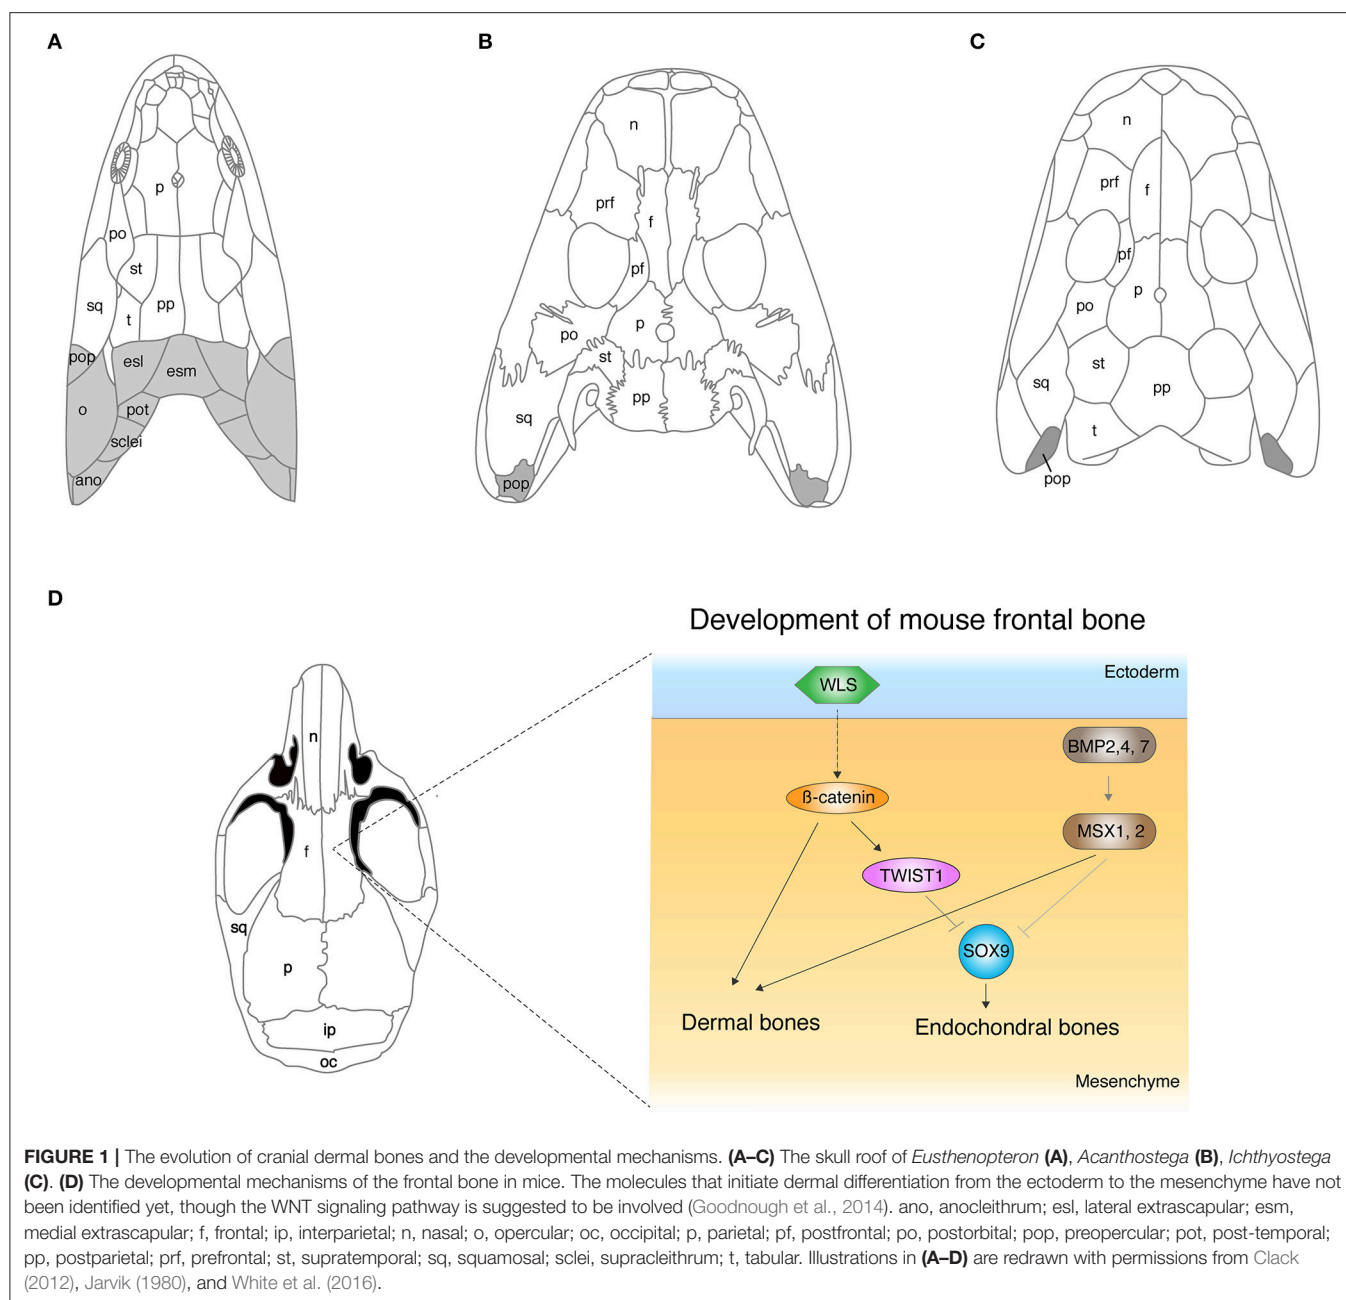 A
B
C
p
po
st
sq
t
pp
pop
esl
esm
o
pot
sclei
ano
n
prf
f
pf
p
po
st
pp
sq
pop
n
prf
f
pf
p
po
st
sq
pp
t
pop
D
n
f
sq
p
ip
oc
Development of mouse frontal bone
Ectoderm
WLS
BMP2,4, 7
ß-catenin
MSX1, 2
TWIST1
SOX9
Dermal bones
Endochondral bones
Mesenchyme
FIGURE 1 | The evolution of cranial dermal bones and the developmental mechanisms. (A–C) The skull roof of Eusthenopteron (A), Acanthostega (B), Ichthyostega
(C). (D) The developmental mechanisms of the frontal bone in mice. The molecules that initiate dermal differentiation from the ectoderm to the mesenchyme have not
been identified yet, though the WNT signaling pathway is suggested to be involved (Goodnough et al., 2014). ano, anocleithrum; esl, lateral extrascapular; esm,
medial extrascapular; f, frontal; ip, interparietal; n, nasal; o, opercular; oc, occipital; p, parietal; pf, postfrontal; po, postorbital; pop, preopercular; pot, post-temporal;
pp, postparietal; prf, prefrontal; st, supratemporal; sq, squamosal; sclei, supracleithrum; t, tabular. Illustrations in (A–D) are redrawn with permissions from Clack
(2012), Jarvik (1980), and White et al. (2016).